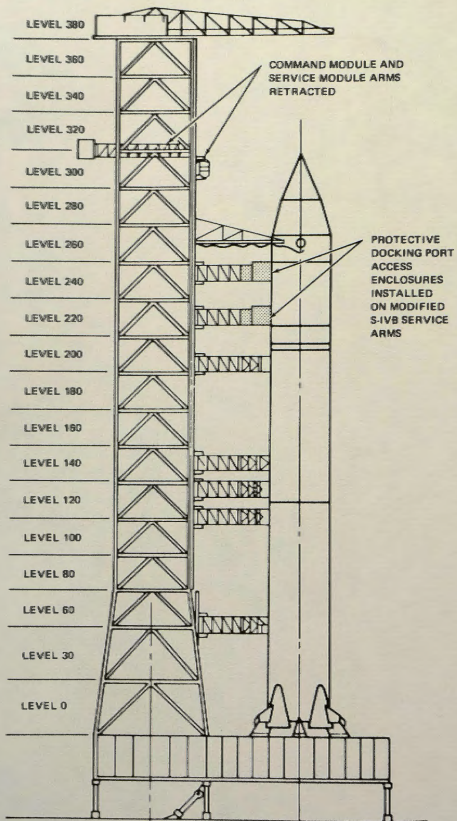 LEVEL 380
LEVEL 360
LEVEL 340
LEVEL 320
LEVEL 300
LEVEL 280
LEVEL 260
LEVEL 240
LEVEL 220
LEVEL 200
LEVEL 180
LEVEL 160
LEVEL 140
LEVEL 120
LEVEL 100
LEVEL 80
LEVEL 60
LEVEL 30
LEVEL 0
COMMAND MODULE AND
SERVICE MODULE ARMS
RETRACTED
PROTECTIVE
DOCKING PORT
ACCESS
ENCLOSURES
INSTALLED
ON MODIFIED
S-IVB SERVICE
ARMS